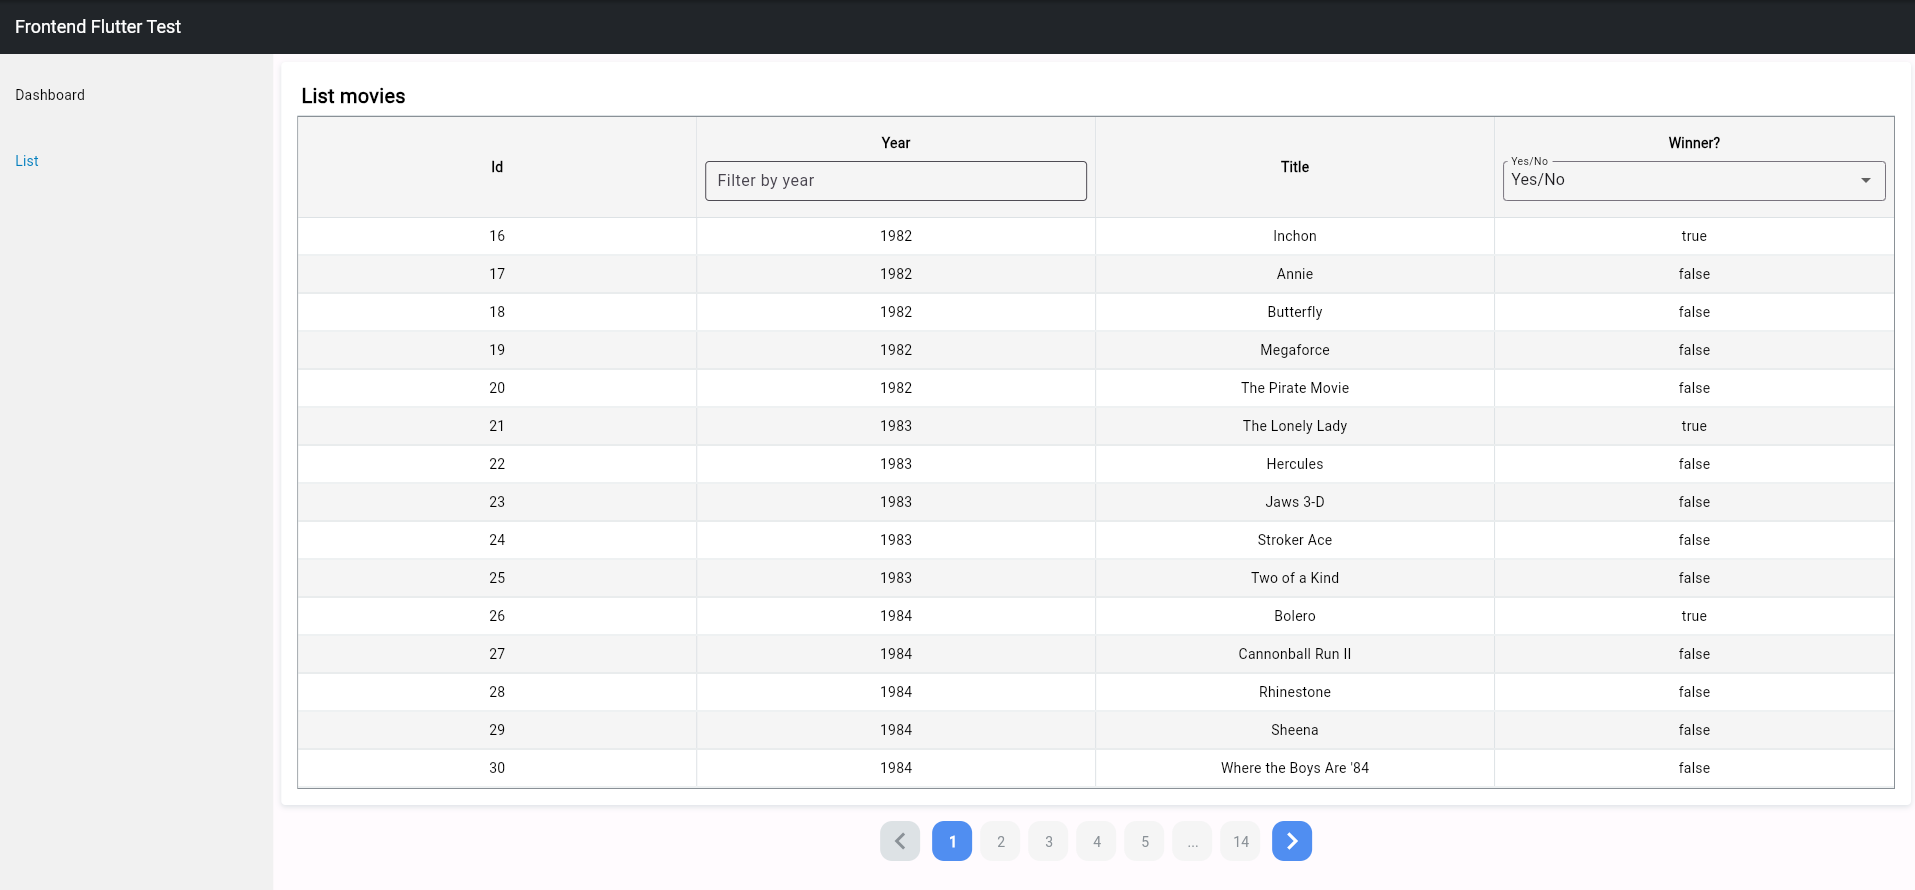 Frontend Flutter Test
Dashboard
List
List movies
Id Year Title Winner?
Filter by year Yes/No
Yes/No
16 1982 Inchon true
17 1982 Annie false
18 1982 Butterfly false
19 1982 Megaforce false
20 1982 The Pirate Movie false
21 1983 The Lonely Lady true
22 1983 Hercules false
23 1983 Jaws 3-D false
24 1983 Stroker Ace false
25 1983 Two of a Kind false
26 1984 Bolero true
27 1984 Cannonball Run II false
28 1984 Rhinestone false
29 1984 Sheena false
30 1984 Where the Boys Are '84 false
1 2 3 4 5 ... 14